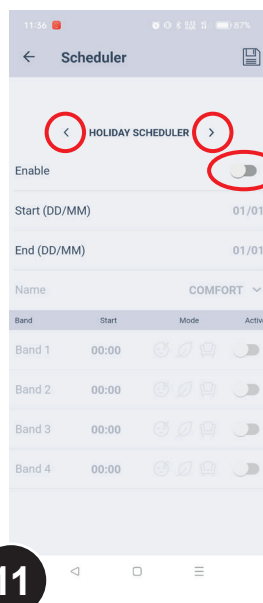 11:36 87%
Scheduler
HOLIDAY SCHEDULER
Enable
Start (DD/MM) 01/01
End (DD/MM) 01/01
Name COMFORT
Band Start Mode Activ
Band 1 00:00
Band 2 00:00
Band 3 00:00
Band 4 00:00
11